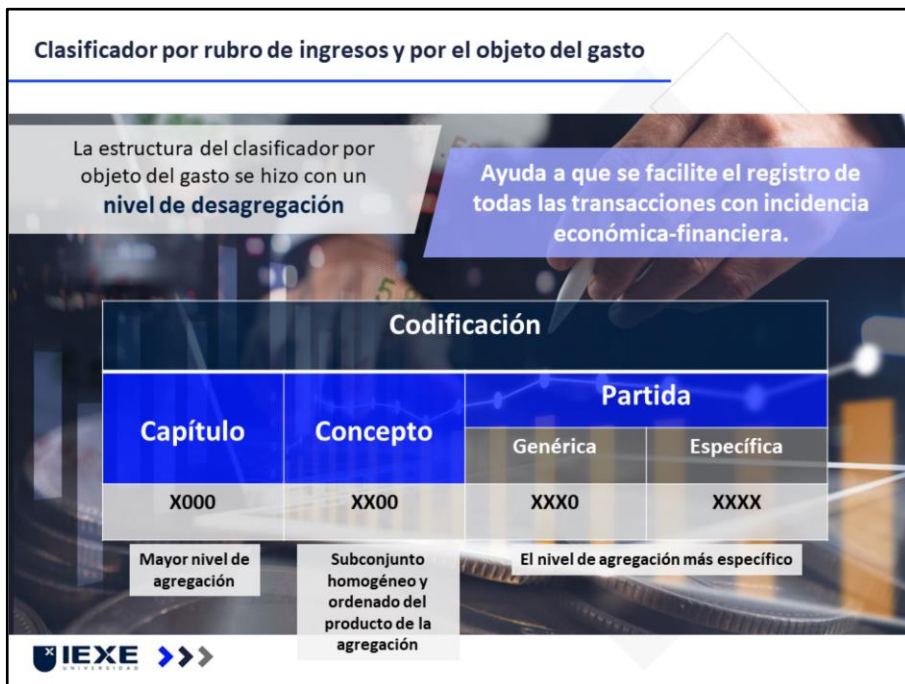 Clasificador por rubro de ingresos y por el objeto del gasto
La estructura del clasificador por
objeto del gasto se hizo con un
nivel de desagregación
Ayuda a que se facilite el registro de
todas las transacciones con incidencia
económica-financiera.
Codificación
Capítulo
Concepto
Partida
Genérica
Específica
X000
XX00
XXX0
XXXX
Mayor nivel de
agregación
Subconjunto
homogéneo y
ordenado del
producto de la
agregación
El nivel de agregación más específico
IEXE
UNIVERSIDAD